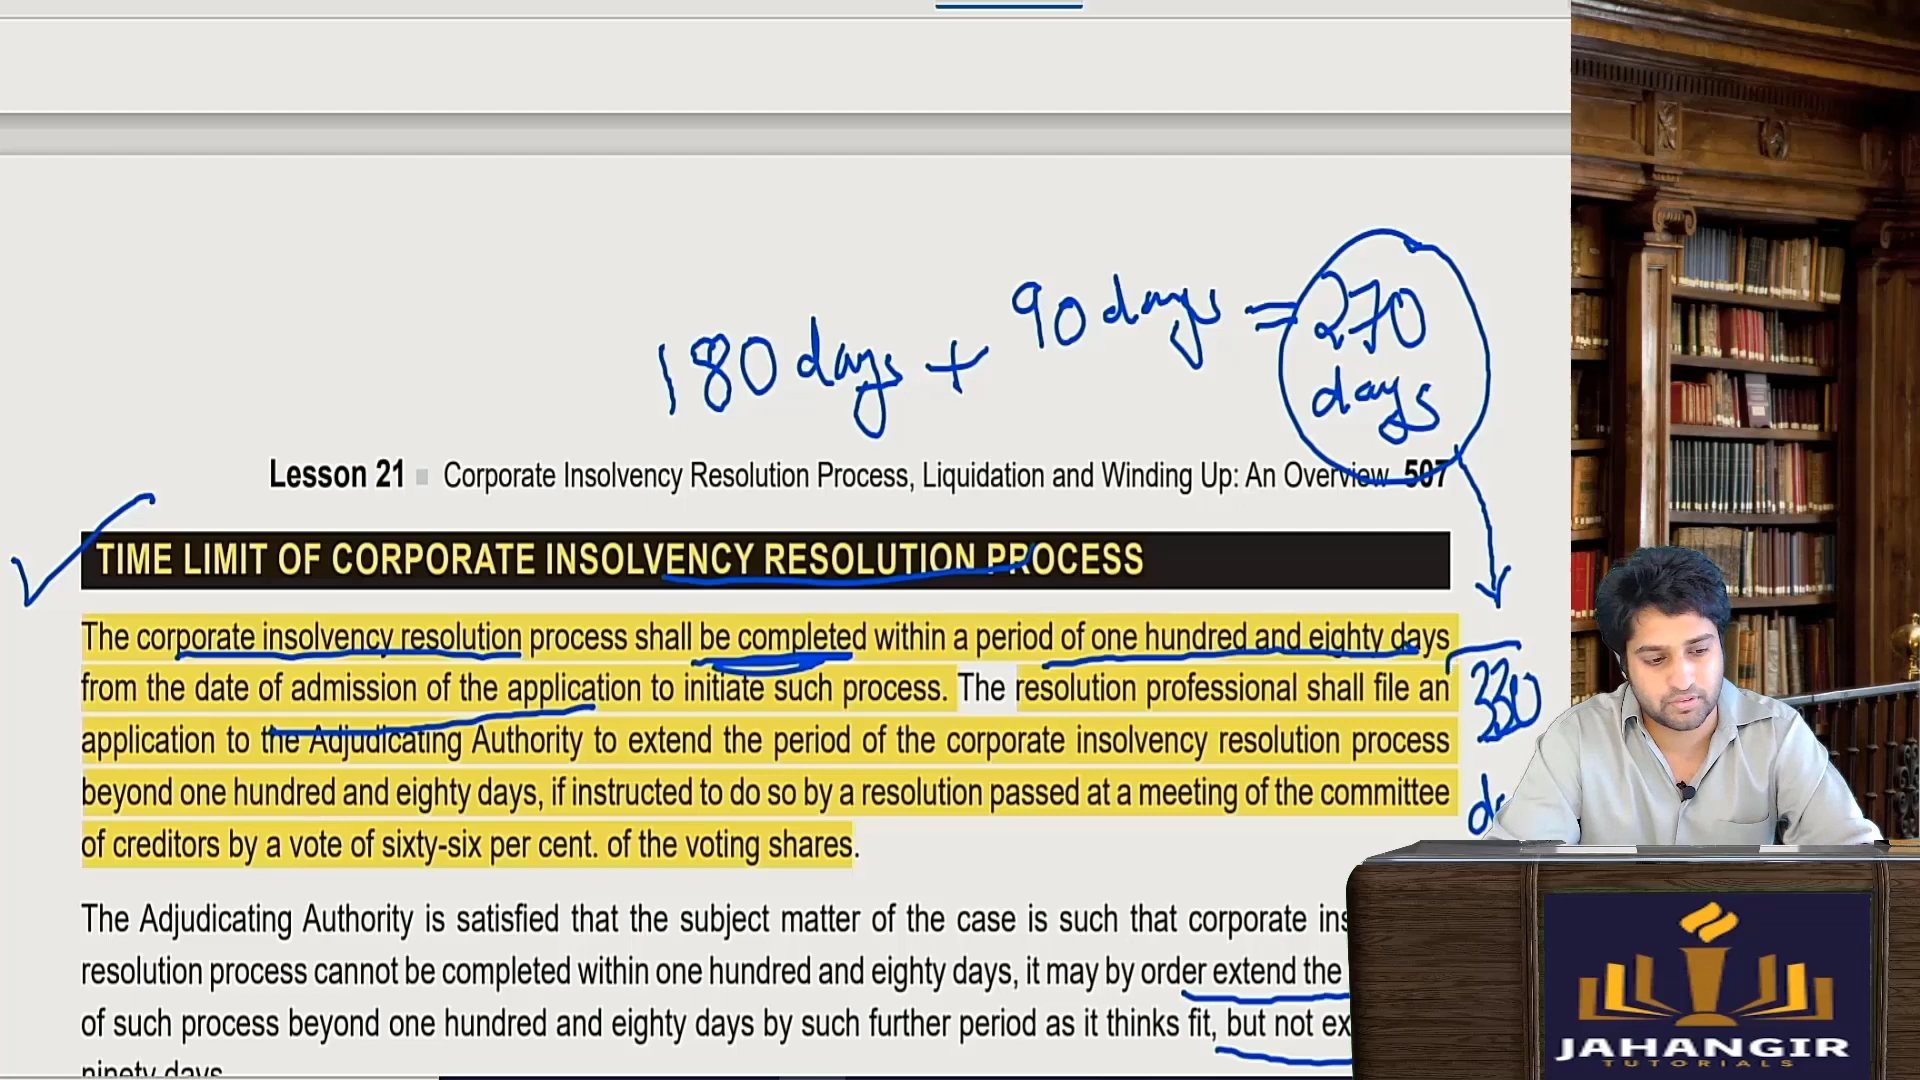 180 days + 90 days = 270 days
Lesson 21 ■ Corporate Insolvency Resolution Process, Liquidation and Winding Up: An Overview 507
TIME LIMIT OF CORPORATE INSOLVENCY RESOLUTION PROCESS
The corporate insolvency resolution process shall be completed within a period of one hundred and eighty days
from the date of admission of the application to initiate such process. The resolution professional shall file an
application to the Adjudicating Authority to extend the period of the corporate insolvency resolution process
beyond one hundred and eighty days, if instructed to do so by a resolution passed at a meeting of the committee
of creditors by a vote of sixty-six per cent. of the voting shares.
330
The Adjudicating Authority is satisfied that the subject matter of the case is such that corporate ins
resolution process cannot be completed within one hundred and eighty days, it may by order extend the
of such process beyond one hundred and eighty days by such further period as it thinks fit, but not ex
ninety days
JAHANGIR
TUTORIALS